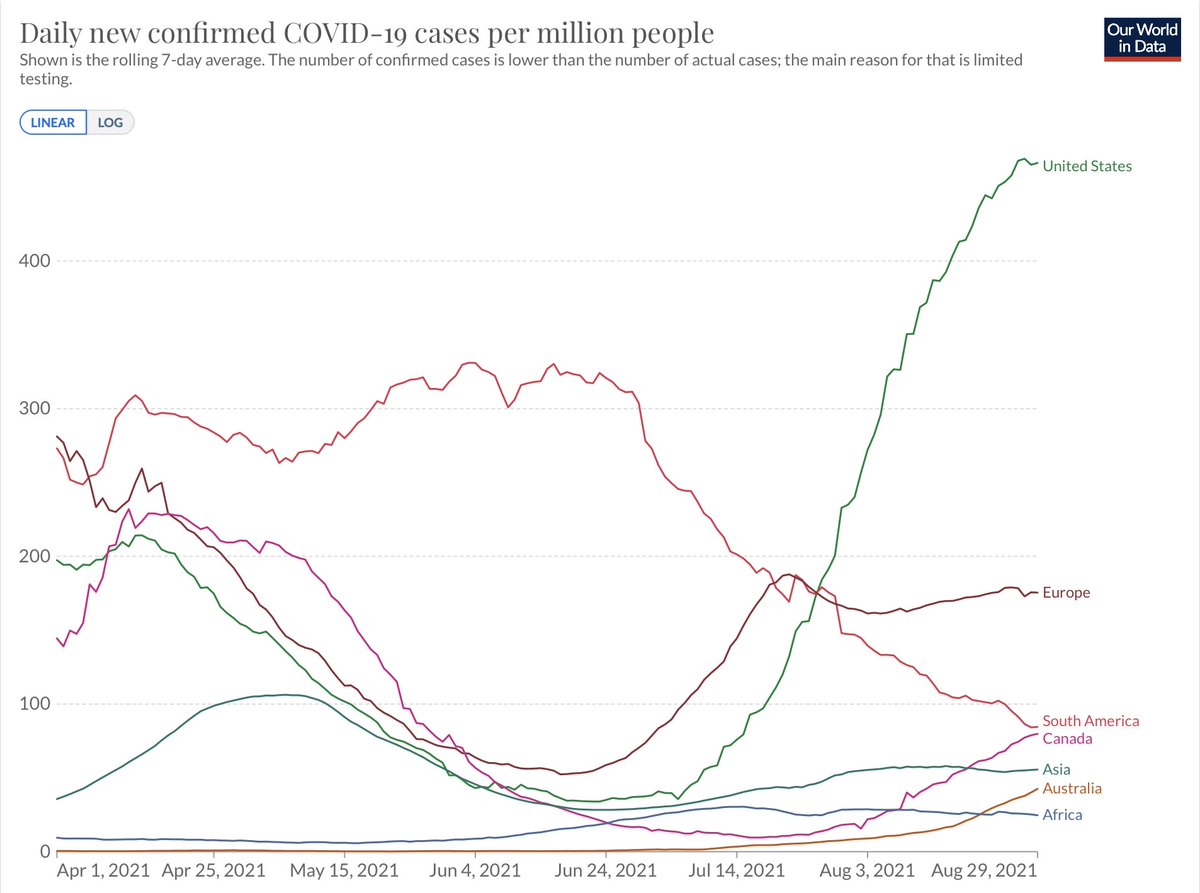 Daily new confirmed COVID-19 cases per million people
Shown is the rolling 7-day average. The number of confirmed cases is lower than the number of actual cases; the main reason for that is limited
testing.
Our World
in Data
LINEAR
LOG
United States
400
300
200
Europe
100
South America
Canada
Asia
Australia
Africa
0
Apr 1, 2021
Apr 25, 2021
May 15, 2021
Jun 4, 2021
Jun 24, 2021
Jul 14, 2021
Aug 3, 2021
Aug 29, 2021